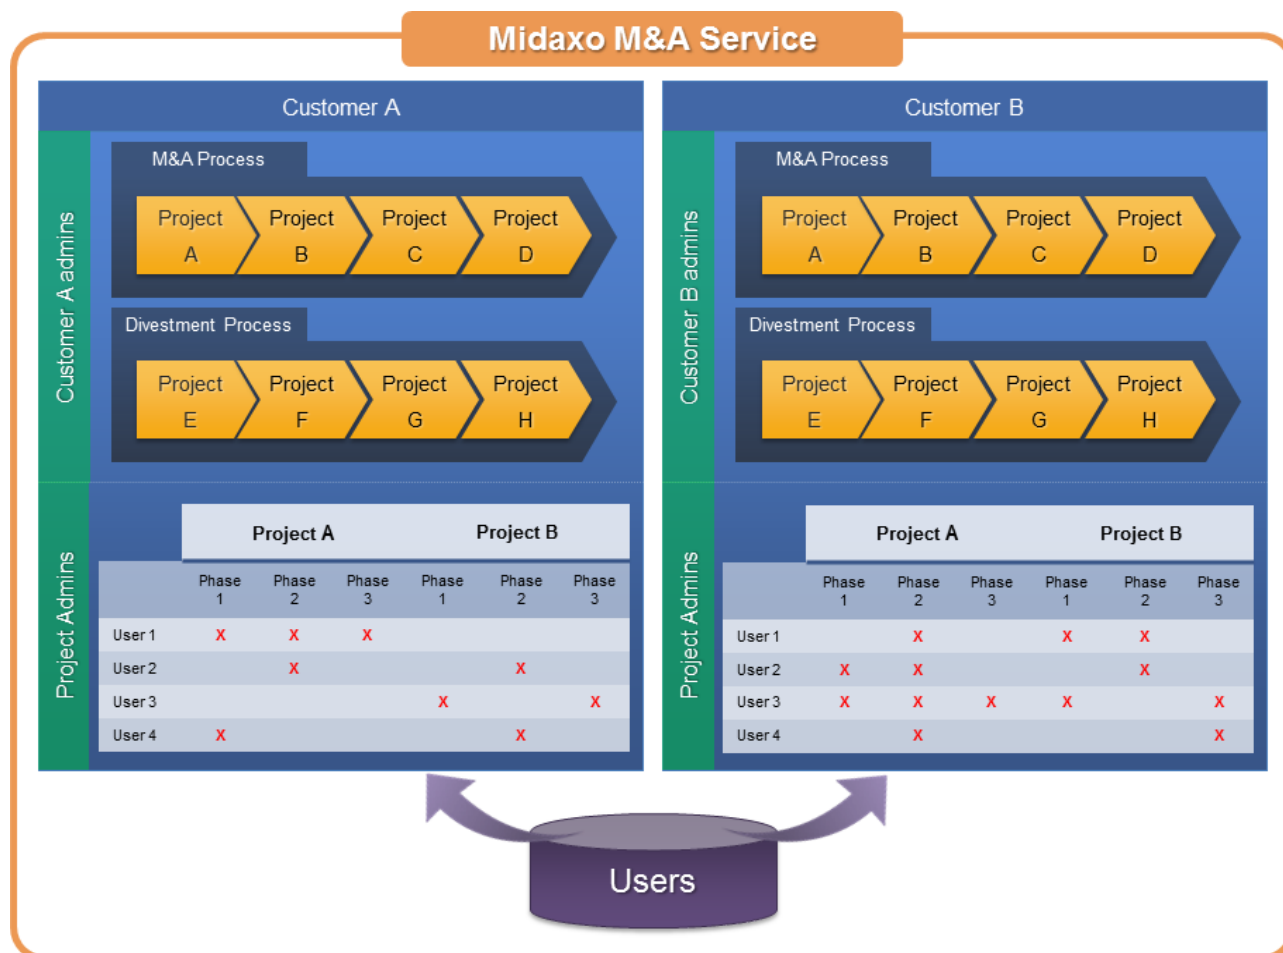 Midaxo M&A Service
Customer A
Customer A admins
M&A Process
Project A
Project B
Project C
Project D
Divestment Process
Project E
Project F
Project G
Project H
Project Admins
Project A Project B
Phase 1 Phase 2 Phase 3 Phase 1 Phase 2 Phase 3
User 1 X X X
User 2 X X
User 3 X X
User 4 X X
Customer B
Customer B admins
M&A Process
Project A
Project B
Project C
Project D
Divestment Process
Project E
Project F
Project G
Project H
Project Admins
Project A Project B
Phase 1 Phase 2 Phase 3 Phase 1 Phase 2 Phase 3
User 1 X X X
User 2 X X X
User 3 X X X X X
User 4 X X
Users